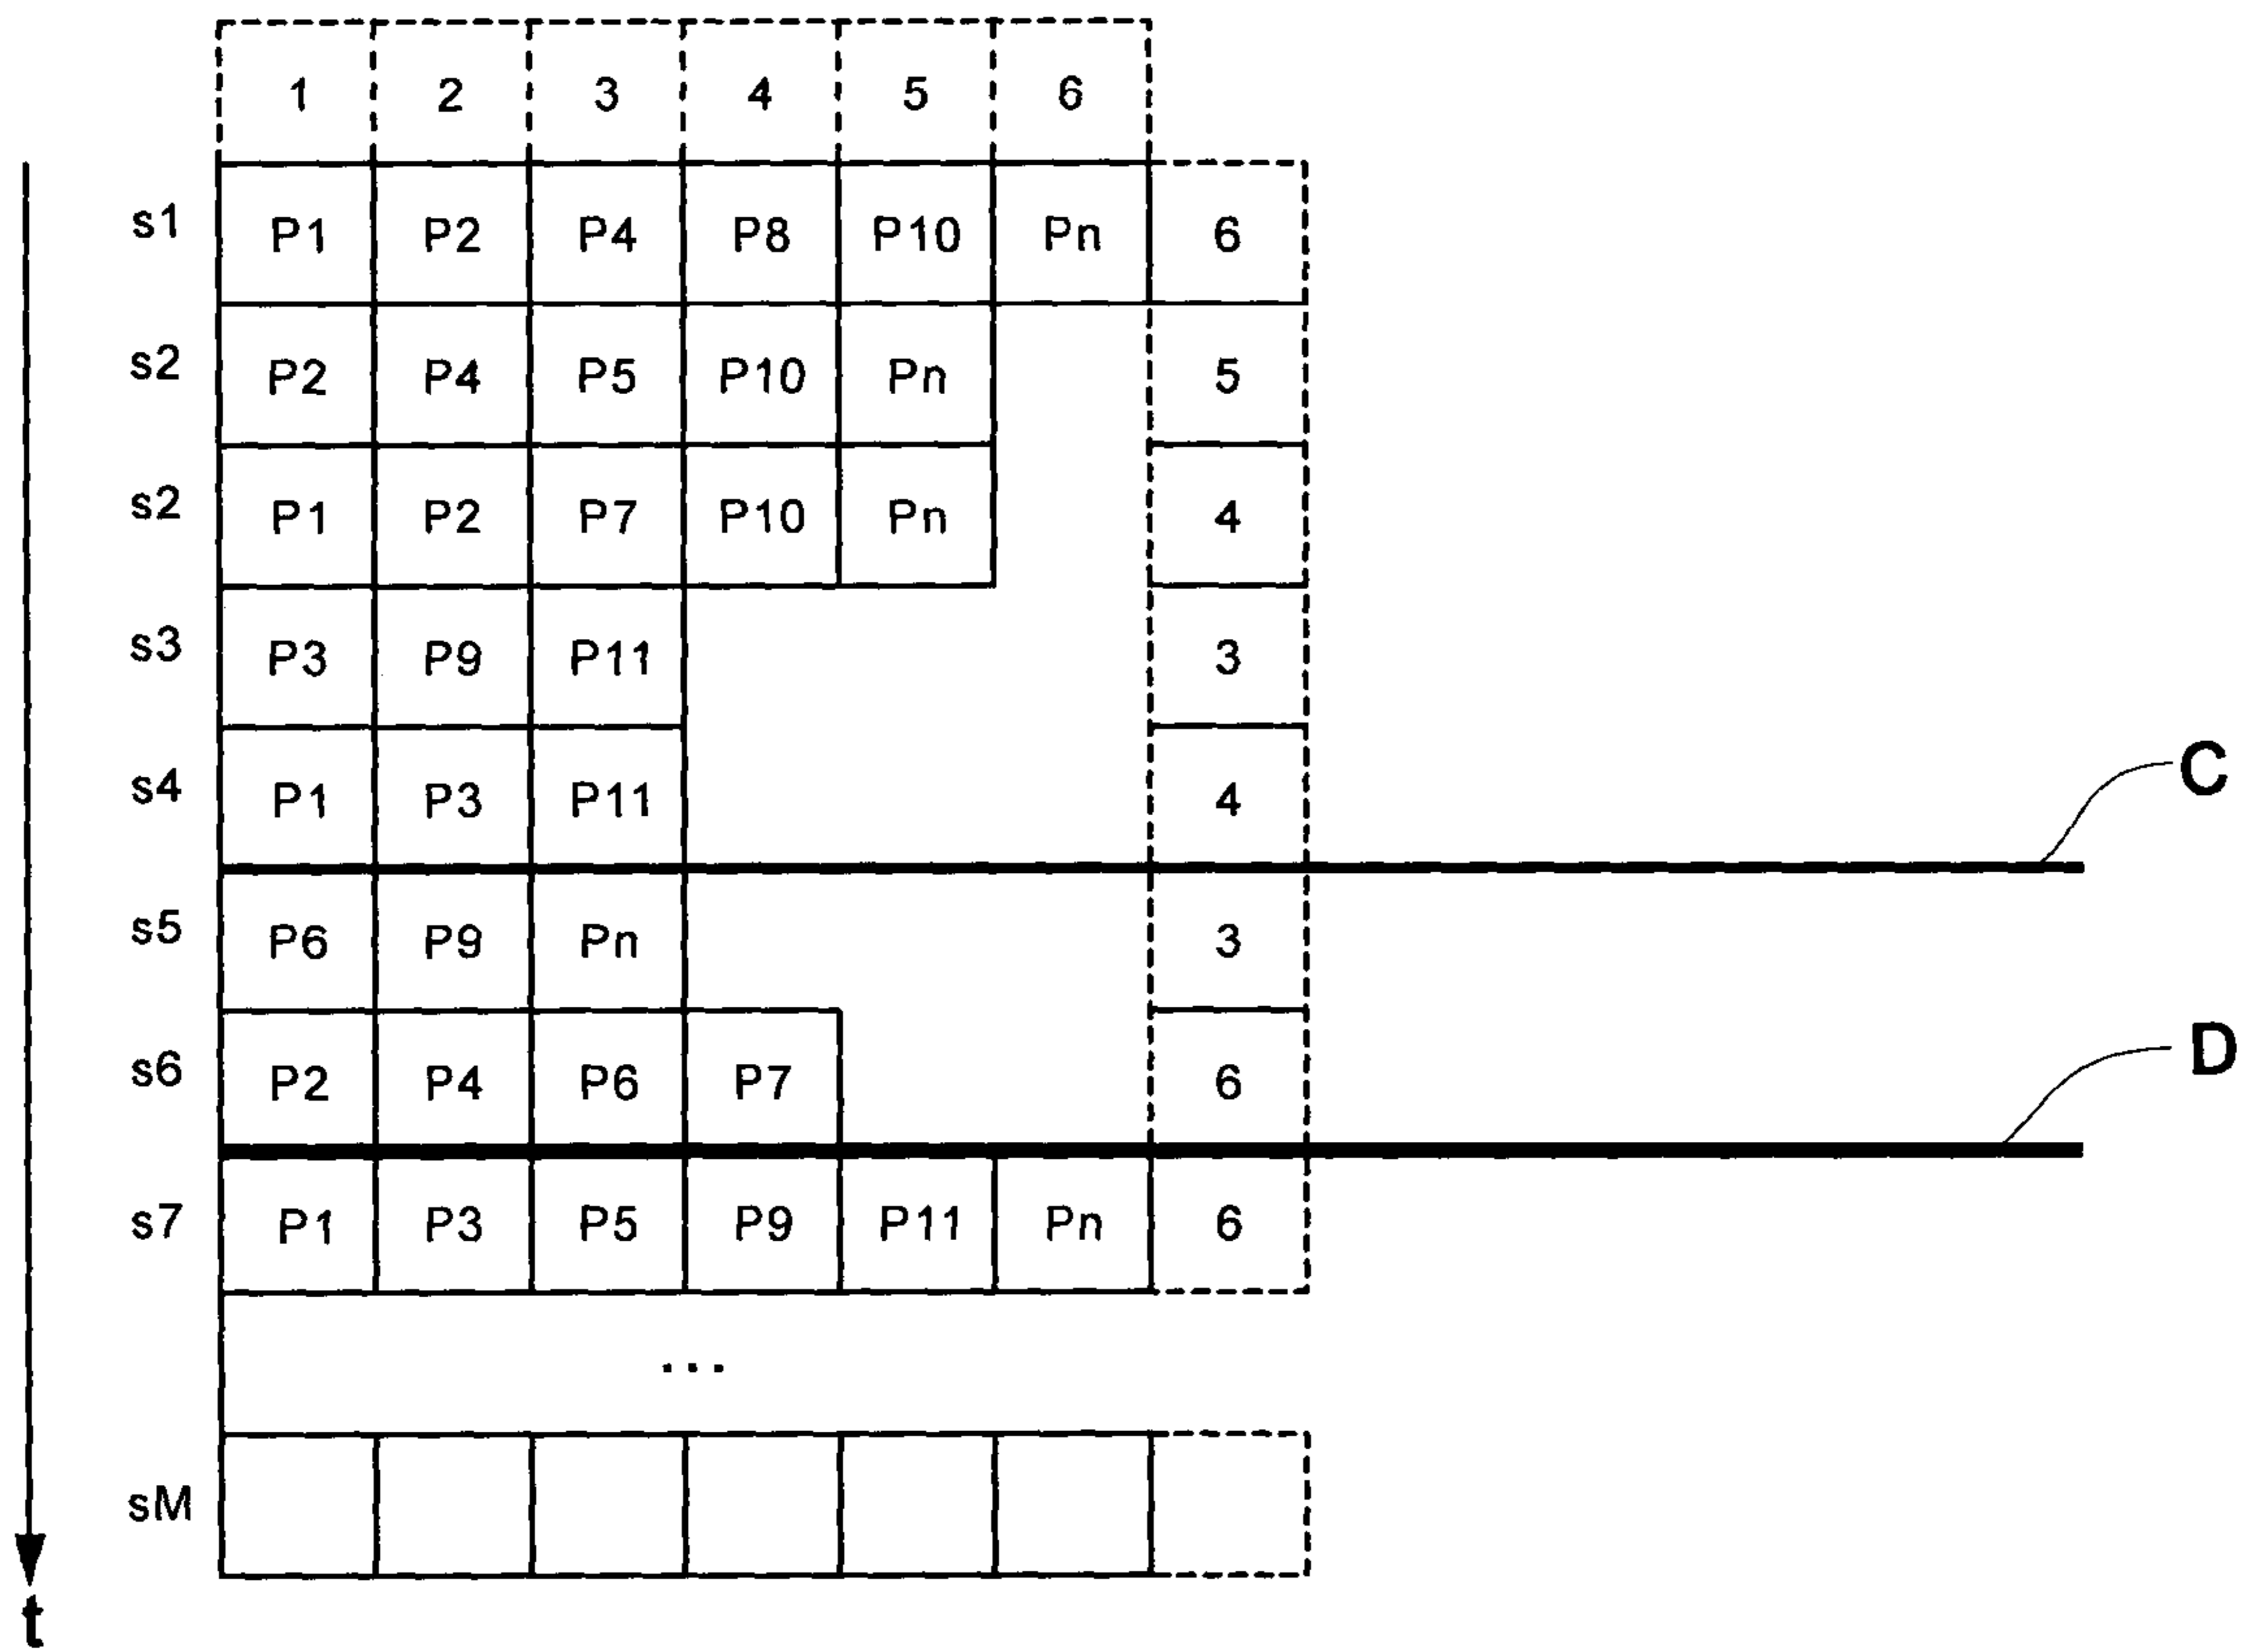 1 2 3 4 5 6
s1 P1 P2 P4 P8 P10 Pn 6
s2 P2 P4 P5 P10 Pn 5
s2 P1 P2 P7 P10 Pn 4
s3 P3 P9 P11 3
s4 P1 P3 P11 4
C
s5 P6 P9 Pn 3
s6 P2 P4 P6 P7 6
D
s7 P1 P3 P5 P9 P11 Pn 6
...
sM
t